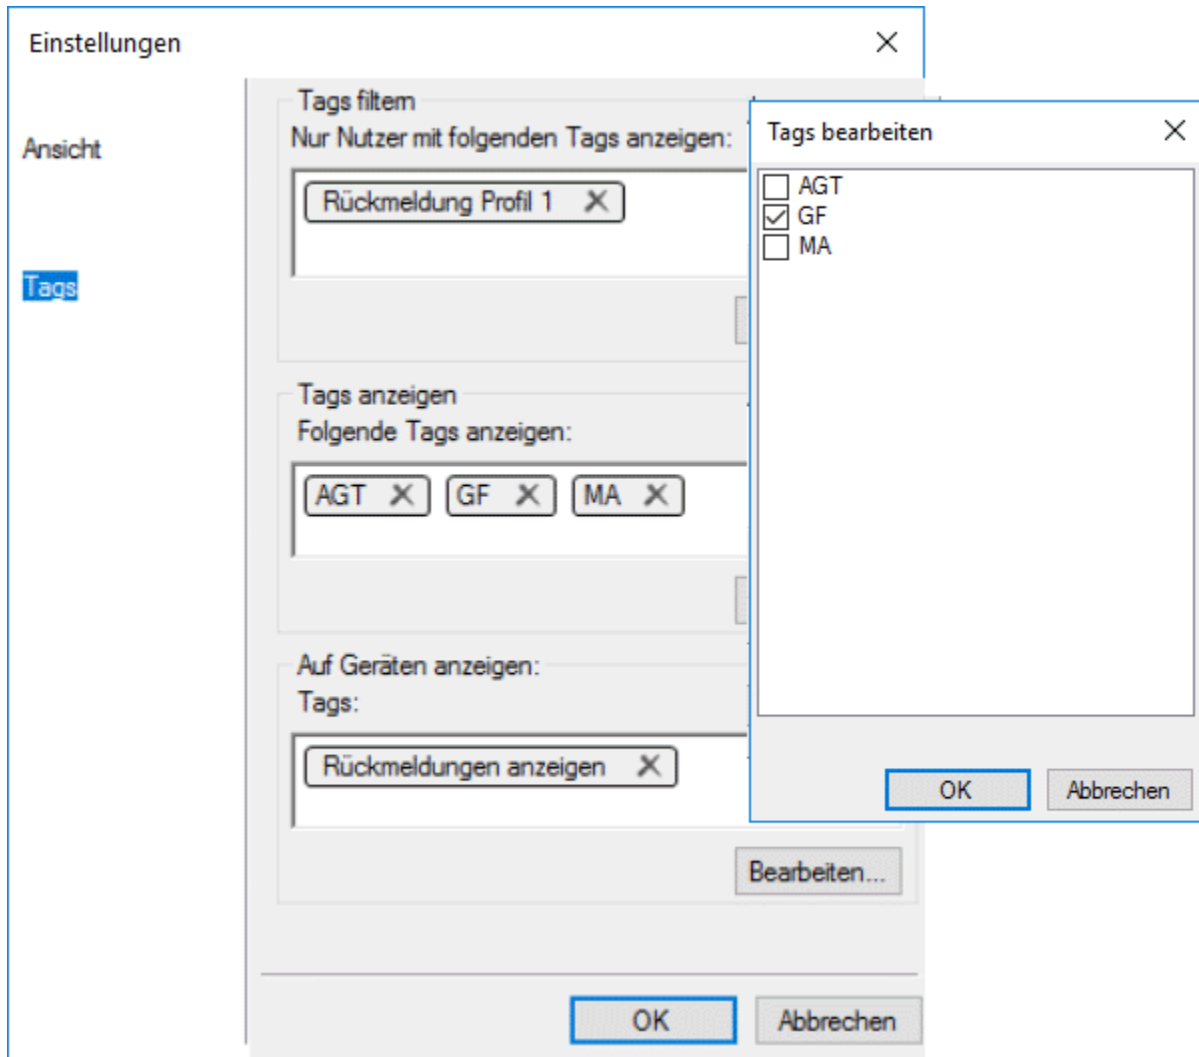 Einstellungen
Ansicht
Tags
Tags filtern
Nur Nutzer mit folgenden Tags anzeigen:
Rückmeldung Profil 1
Tags anzeigen
Folgende Tags anzeigen:
AGT GF MA
Auf Geräten anzeigen:
Tags:
Rückmeldungen anzeigen
Bearbeiten...
OK Abbrechen
Tags bearbeiten
AGT
GF
MA
OK Abbrechen